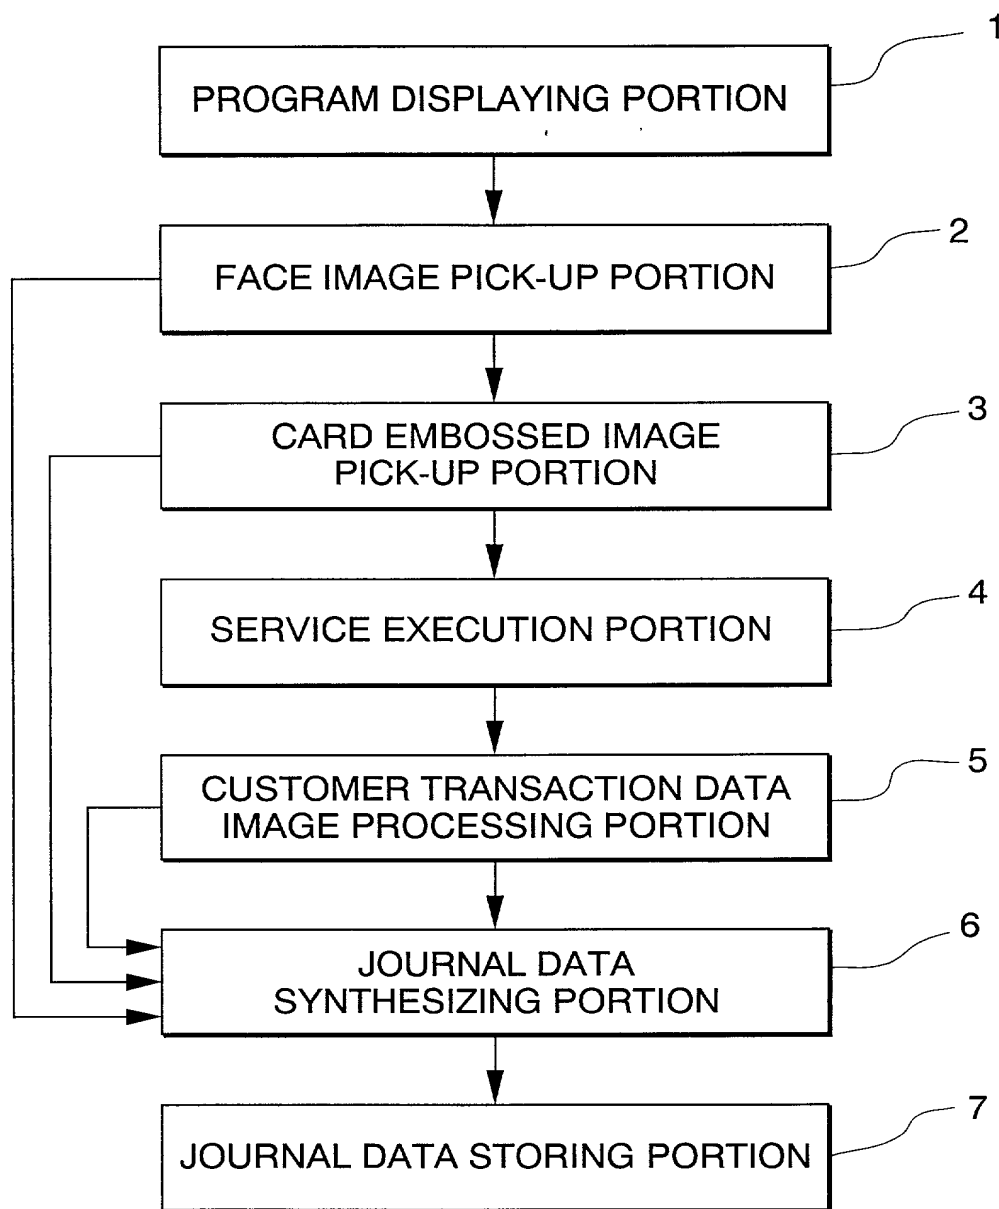 1
PROGRAM DISPLAYING PORTION
2
FACE IMAGE PICK-UP PORTION
3
CARD EMBOSSED IMAGE
PICK-UP PORTION
4
SERVICE EXECUTION PORTION
5
CUSTOMER TRANSACTION DATA
IMAGE PROCESSING PORTION
6
JOURNAL DATA
SYNTHESIZING PORTION
7
JOURNAL DATA STORING PORTION